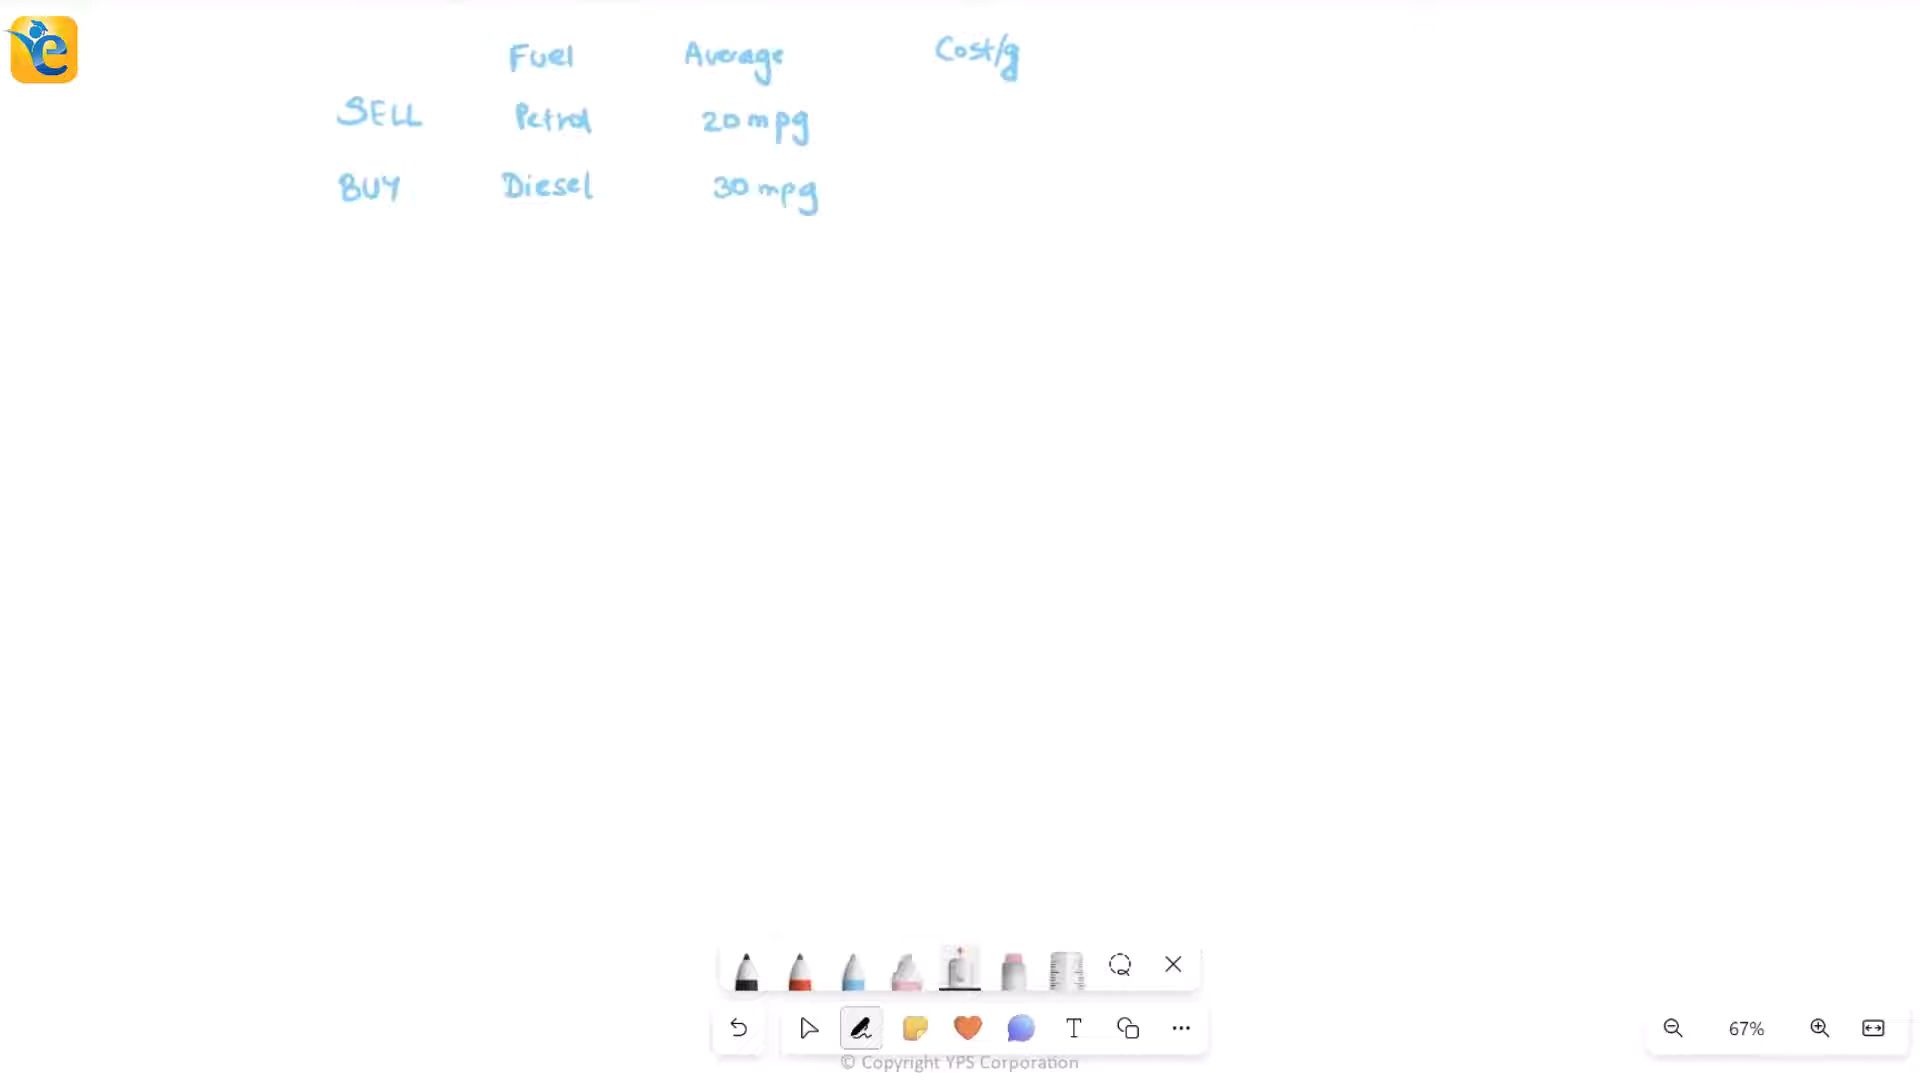 Fuel Average Cost/g
SELL Petrol 20 mpg
BUY Diesel 30 mpg
67%
© Copyright YPS Corporation